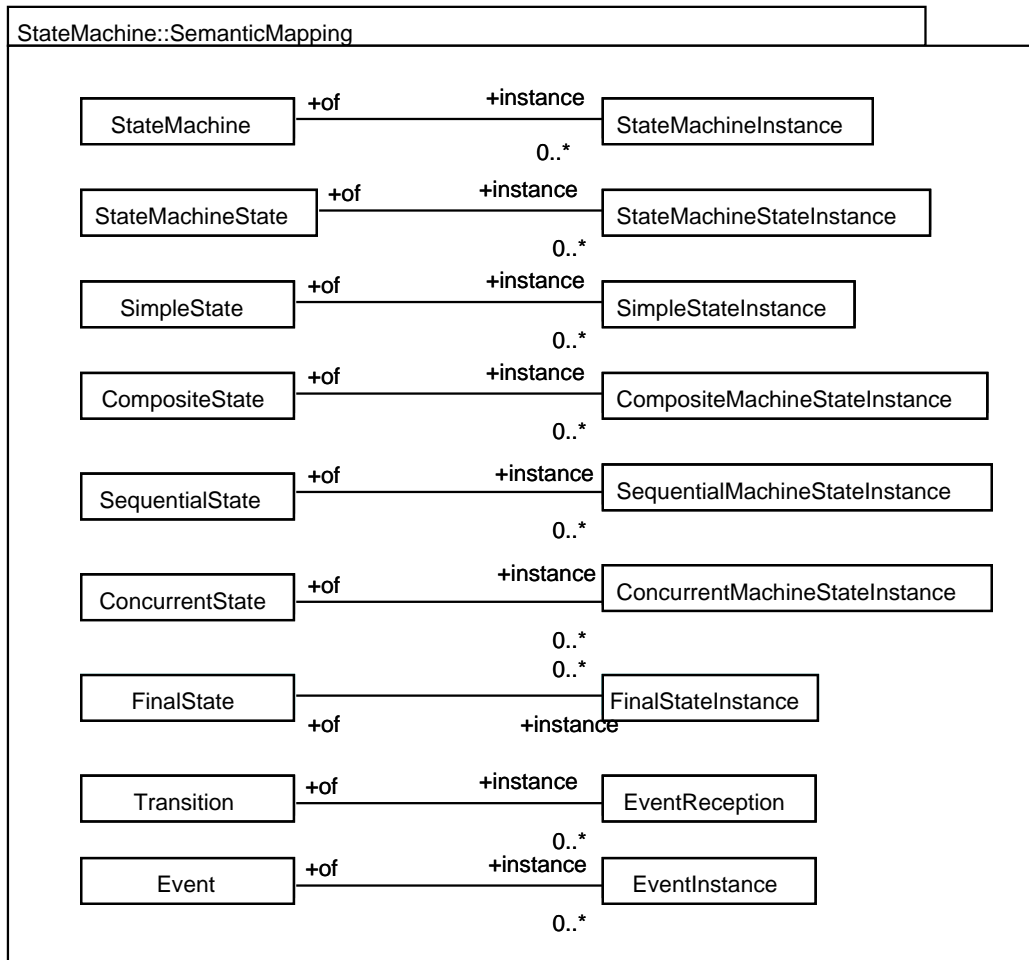 StateMachine::SemanticMapping
+of +instance
StateMachine StateMachineInstance
0..*
+of +instance
StateMachineState StateMachineStateInstance
0..*
+of +instance
SimpleState SimpleStateInstance
0..*
+of +instance
CompositeState CompositeMachineStateInstance
0..*
+of +instance
SequentialState SequentialMachineStateInstance
0..*
+of +instance
ConcurrentState ConcurrentMachineStateInstance
0..*
0..*
FinalState FinalStateInstance
+of +instance
+of +instance
Transition EventReception
0..*
+of +instance
Event EventInstance
0..*